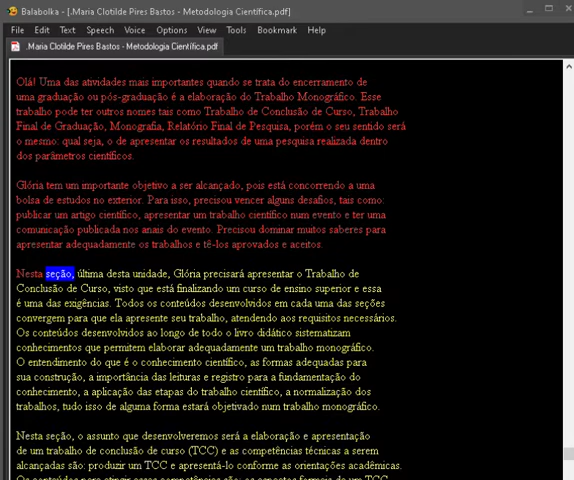 Balabolka - [.Maria Clotilde Pires Bastos - Metodologia Científica.pdf]
File Edit Text Speech Voice Options View Tools Bookmark Help
.Maria Clotilde Pires Bastos - Metodologia Científica.pdf
Olá! Uma das atividades mais importantes quando se trata do encerramento de
uma graduação ou pós-graduação é a elaboração do Trabalho Monográfico. Esse
trabalho pode ter outros nomes tais como Trabalho de Conclusão de Curso, Trabalho
Final de Graduação, Monografia, Relatório Final de Pesquisa, porém o seu sentido será
o mesmo: qual seja, o de apresentar os resultados de uma pesquisa realizada dentro
dos parâmetros científicos.
Glória tem um importante objetivo a ser alcançado, pois está concorrendo a uma
bolsa de estudos no exterior. Para isso, precisou vencer alguns desafios, tais como:
publicar um artigo científico, apresentar um trabalho científico num evento e ter uma
comunicação publicada nos anais do evento. Precisou dominar muitos saberes para
apresentar adequadamente os trabalhos e tê-los aprovados e aceitos.
Nesta seção, última desta unidade, Glória precisará apresentar o Trabalho de
Conclusão de Curso, visto que está finalizando um curso de ensino superior e essa
é uma das exigências. Todos os conteúdos desenvolvidos em cada uma das seções
convergem para que ela apresente seu trabalho, atendendo aos requisitos necessários.
Os conteúdos desenvolvidos ao longo de todo o livro didático sistematizam
conhecimentos que permitem elaborar adequadamente um trabalho monográfico.
O entendimento do que é o conhecimento científico, as formas adequadas para
sua construção, a importância das leituras e registro para a fundamentação do
conhecimento, a aplicação das etapas do trabalho científico, a normalização dos
trabalhos, tudo isso de alguma forma estará objetivado num trabalho monográfico.
Nesta seção, o assunto que desenvolveremos será a elaboração e apresentação
de um trabalho de conclusão de curso (TCC) e as competências técnicas a serem
alcançadas são: produzir um TCC e apresentá-lo conforme as orientações acadêmicas.
Os conteúdos para atingir essas competências são: os aspectos formais de um TCC